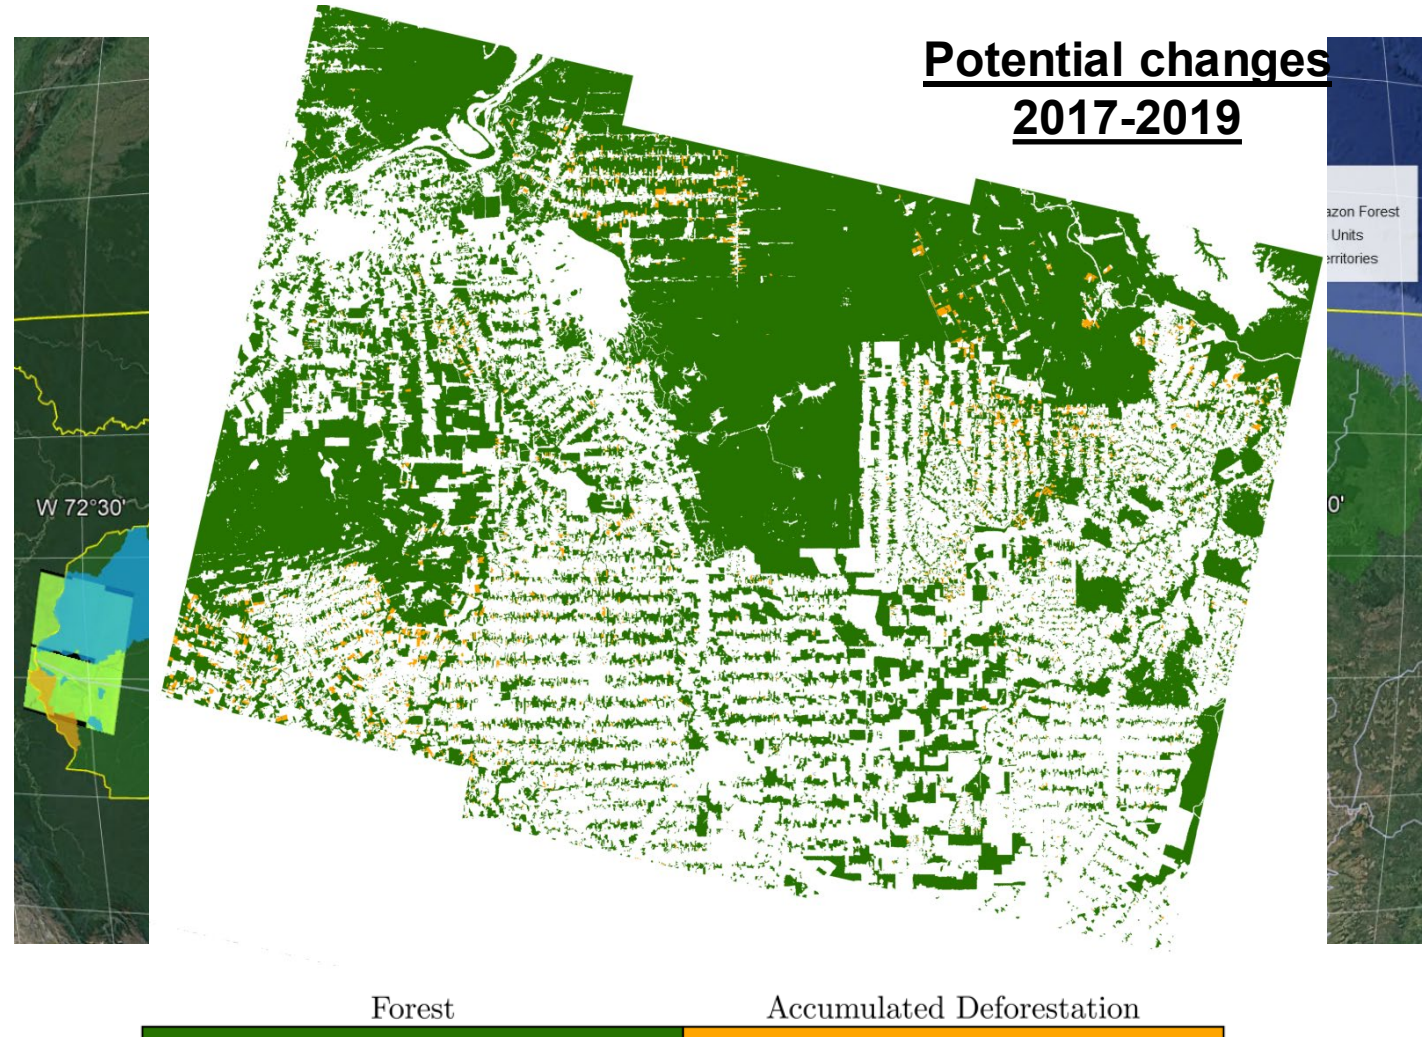 Potential changes
2017-2019
azon Forest
Units
erritories
W 72°30'
0'
Forest
Accumulated Deforestation